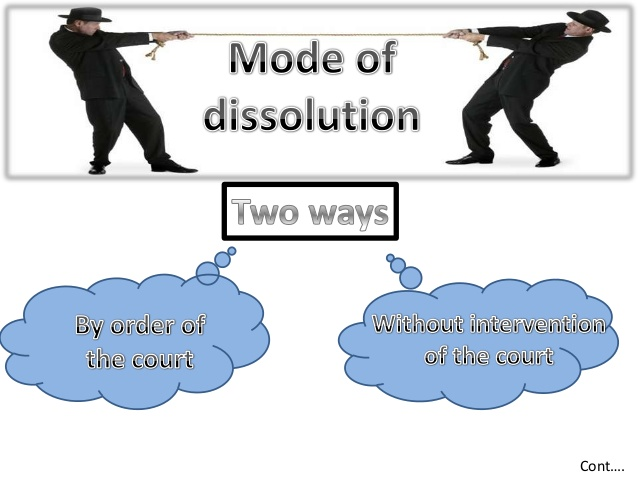 Mode of
dissolution
Two ways
By order of
the court
Without intervention
of the court
Cont....